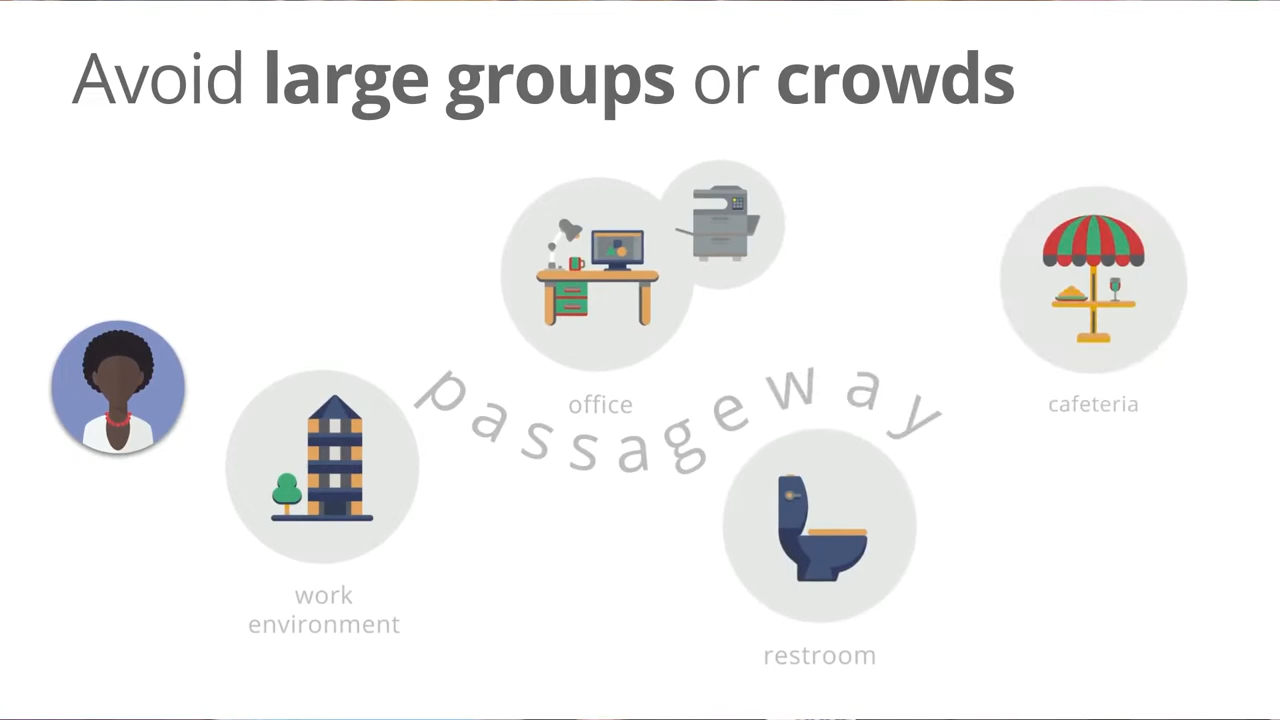 Avoid large groups or crowds
office
cafeteria
passageway
work
environment
restroom